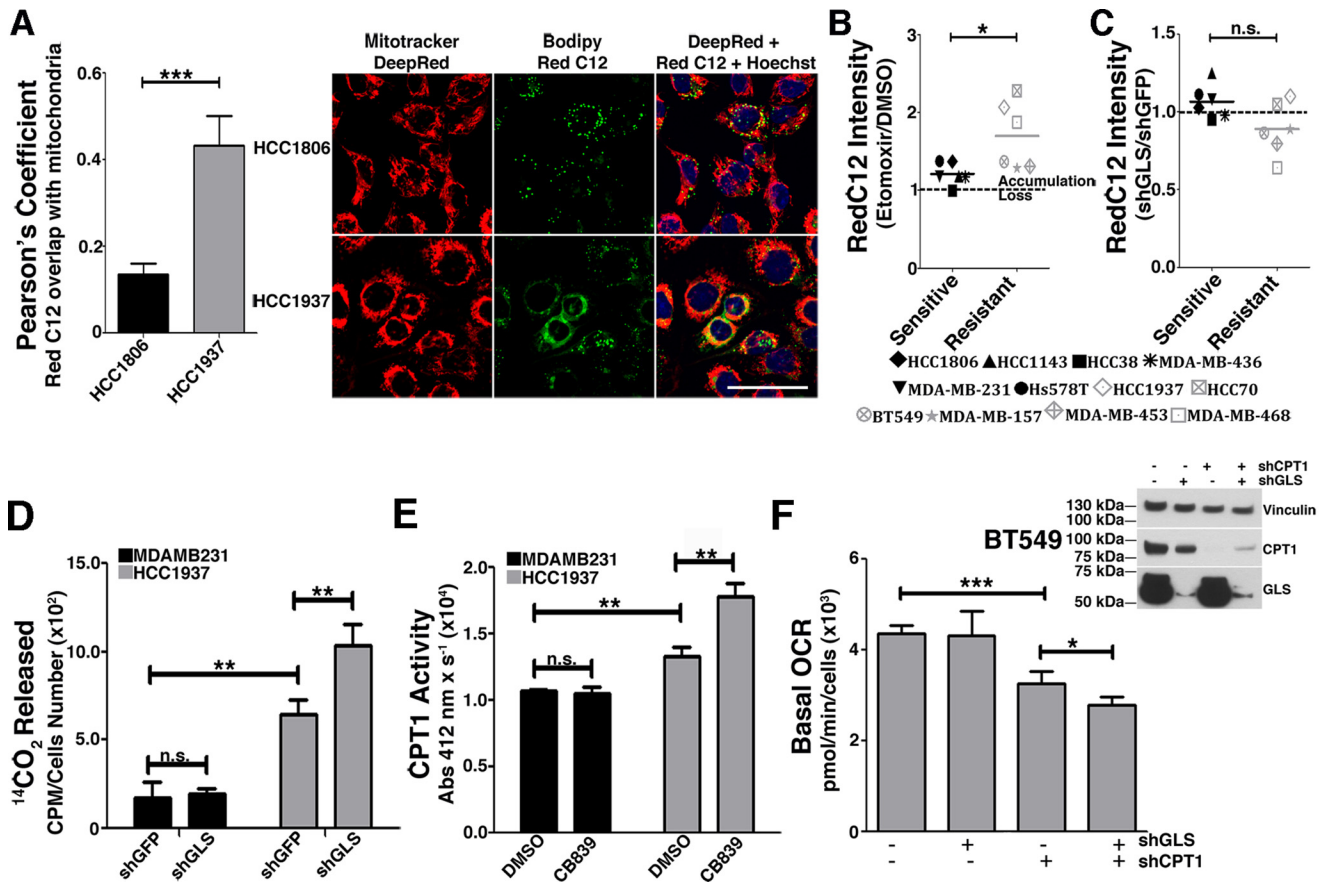 A
Pearson's Coefficient
Red C12 overlap with mitochondria
0.6
0.4
0.2
0
***
HCC1806
HCC1937
Mitotracker
DeepRed
Bodipy
Red C12
DeepRed +
Red C12 + Hoechst
HCC1806
HCC1937
B
RedC12 Intensity
(Etomoxir/DMSO)
3
2
1
0
*
Accumulation
Loss
Sensitive
Resistant
C
RedC12 Intensity
(shGLS/shGFP)
1.5
1.0
0.5
0.0
n.s.
Sensitive
Resistant
HCC1806 HCC1143 HCC38 MDA-MB-436
MDA-MB-231 Hs578T HCC1937 HCC70
BT549 MDA-MB-157 MDA-MB-453 MDA-MB-468
D
14CO2 Released
CPM/Cells Number (x10²)
15.0
10.0
5.0
0
MDAMB231
HCC1937
n.s.
**
**
shGFP
shGLS
shGFP
shGLS
E
CPT1 Activity
Abs 412 nm x s⁻¹ (x10⁴)
2.0
1.5
1.0
0.0
MDAMB231
HCC1937
n.s.
**
**
DMSO
CB839
DMSO
CB839
F
BT549
- - + + shCPT1
- + - + shGLS
130 kDa
100 kDa
Vinculin
100 kDa
75 kDa
CPT1
75 kDa
50 kDa
GLS
Basal OCR
pmol/min/cells (x10³)
6
4
2
0
***
*
- + - + shGLS
- - + + shCPT1